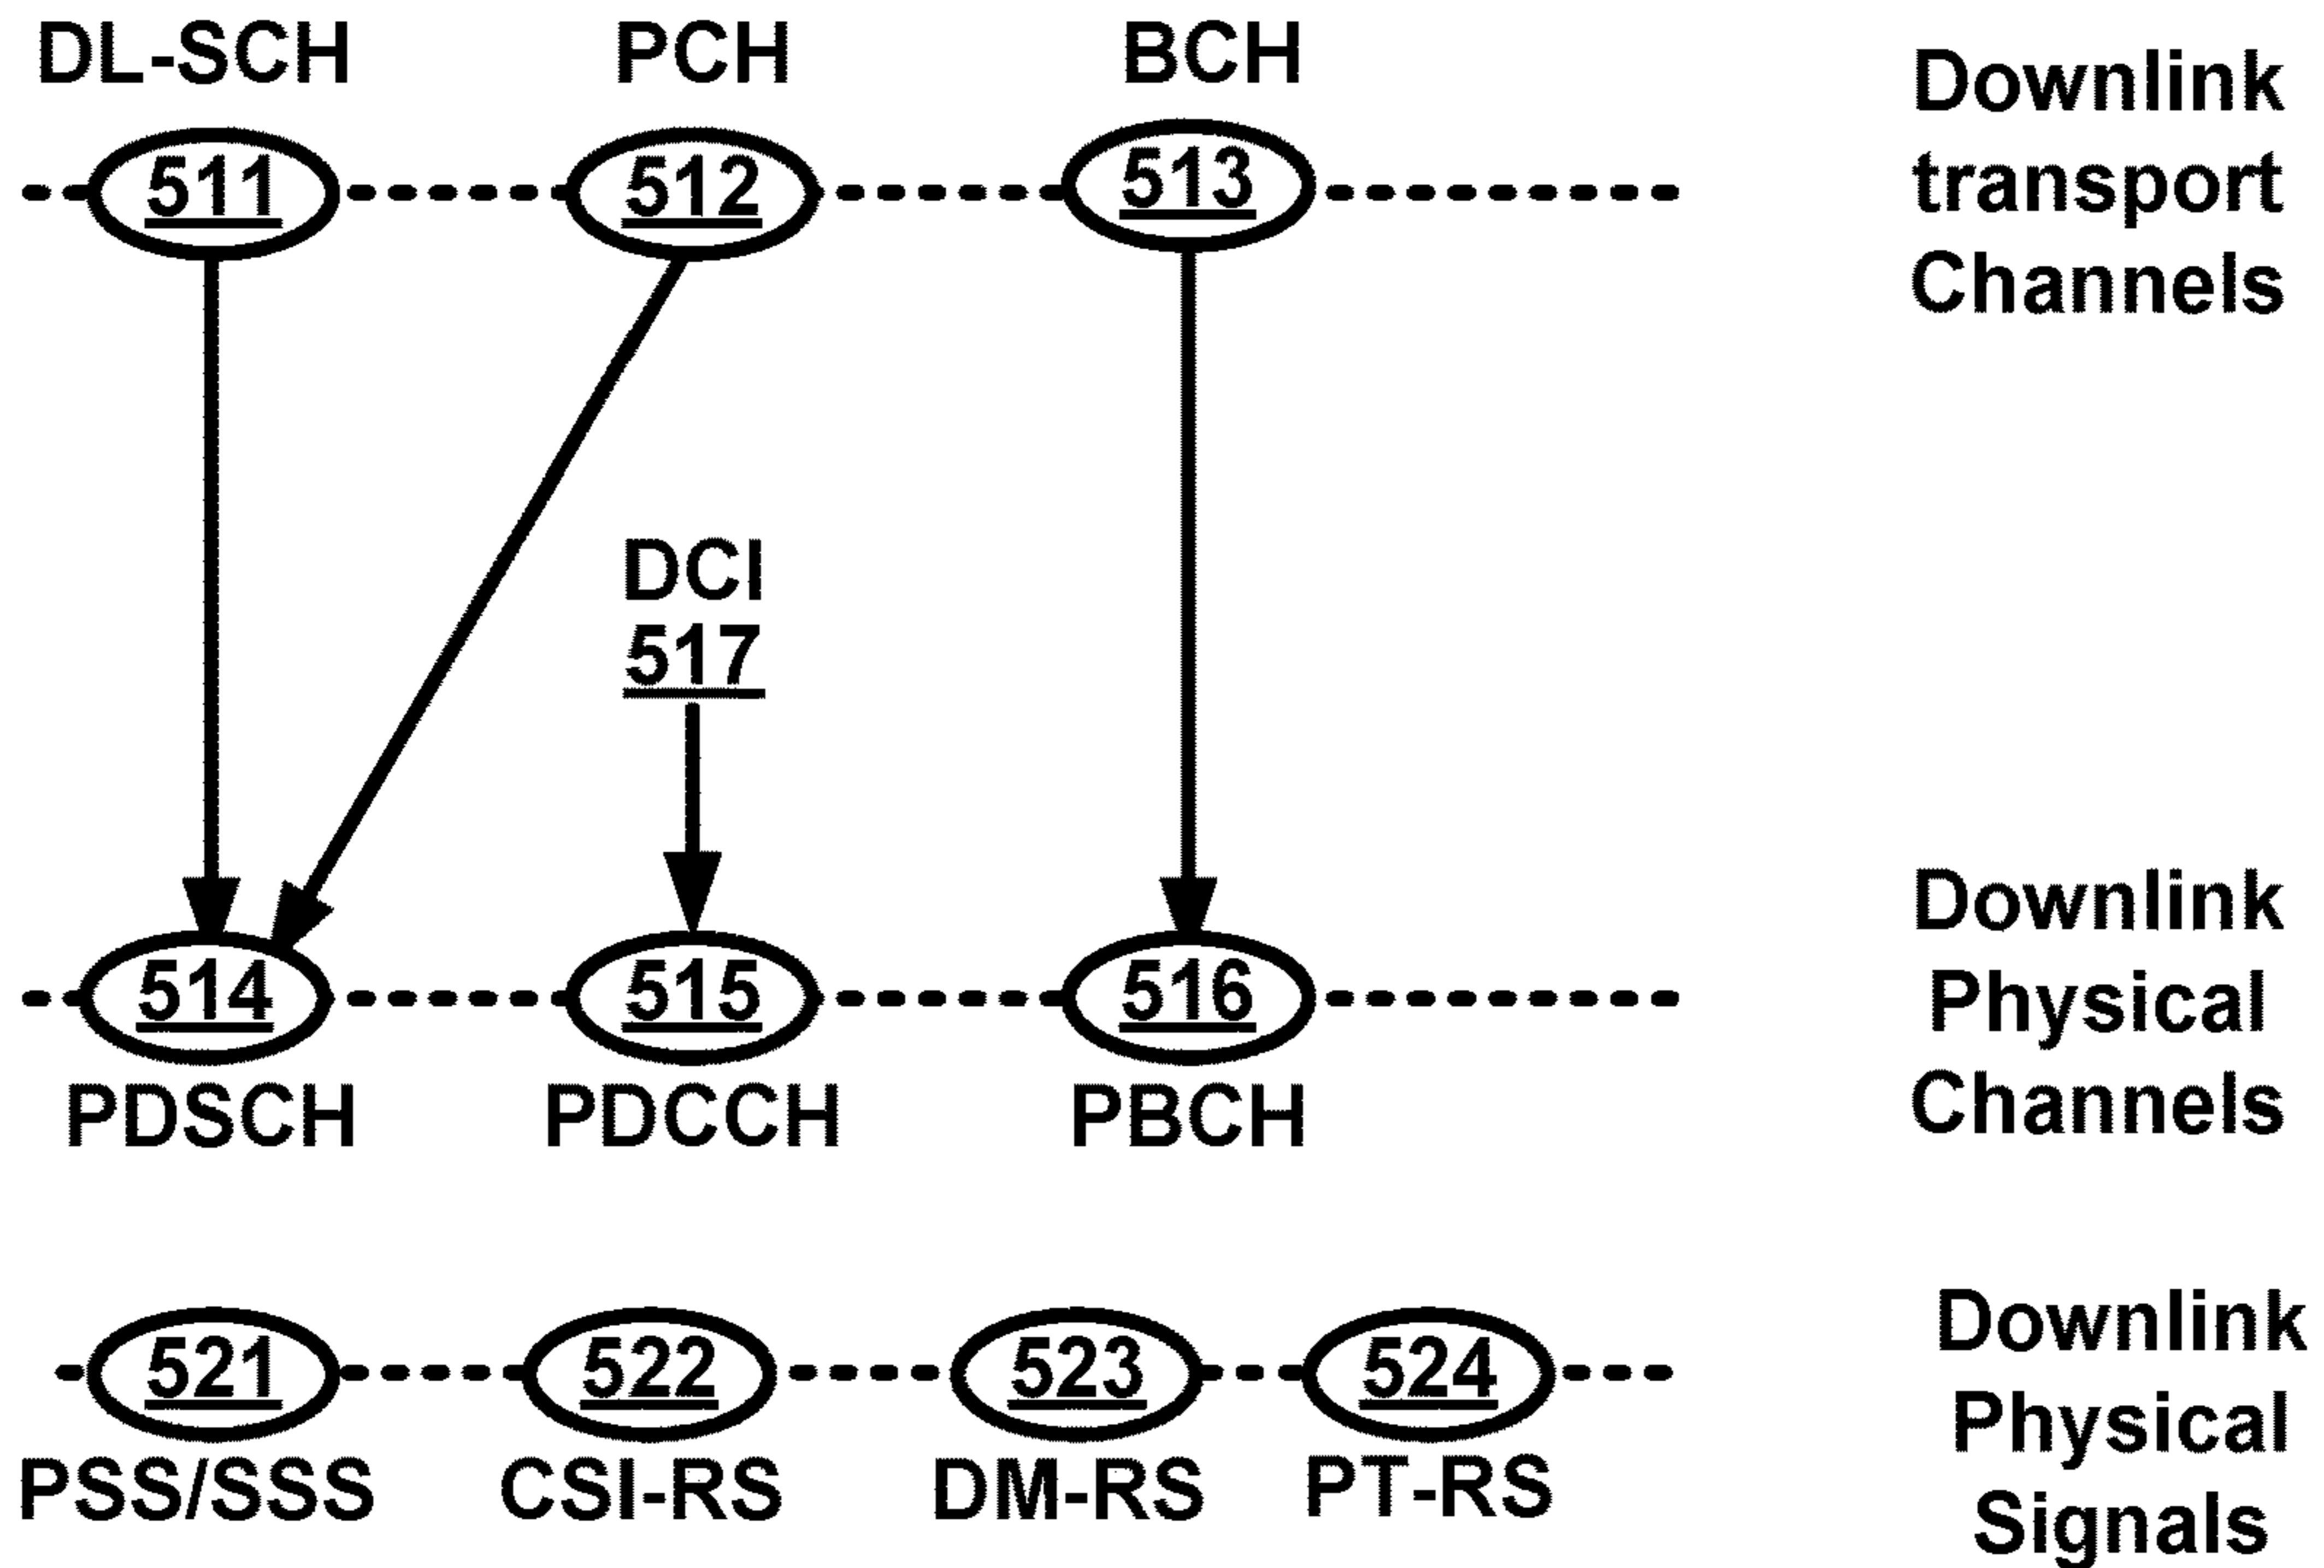 DL-SCH PCH BCH
511 512 513
Downlink
transport
Channels
DCI
517
514 515 516
PDSCH PDCCH PBCH
Downlink
Physical
Channels
521 522 523 524
PSS/SSS CSI-RS DM-RS PT-RS
Downlink
Physical
Signals